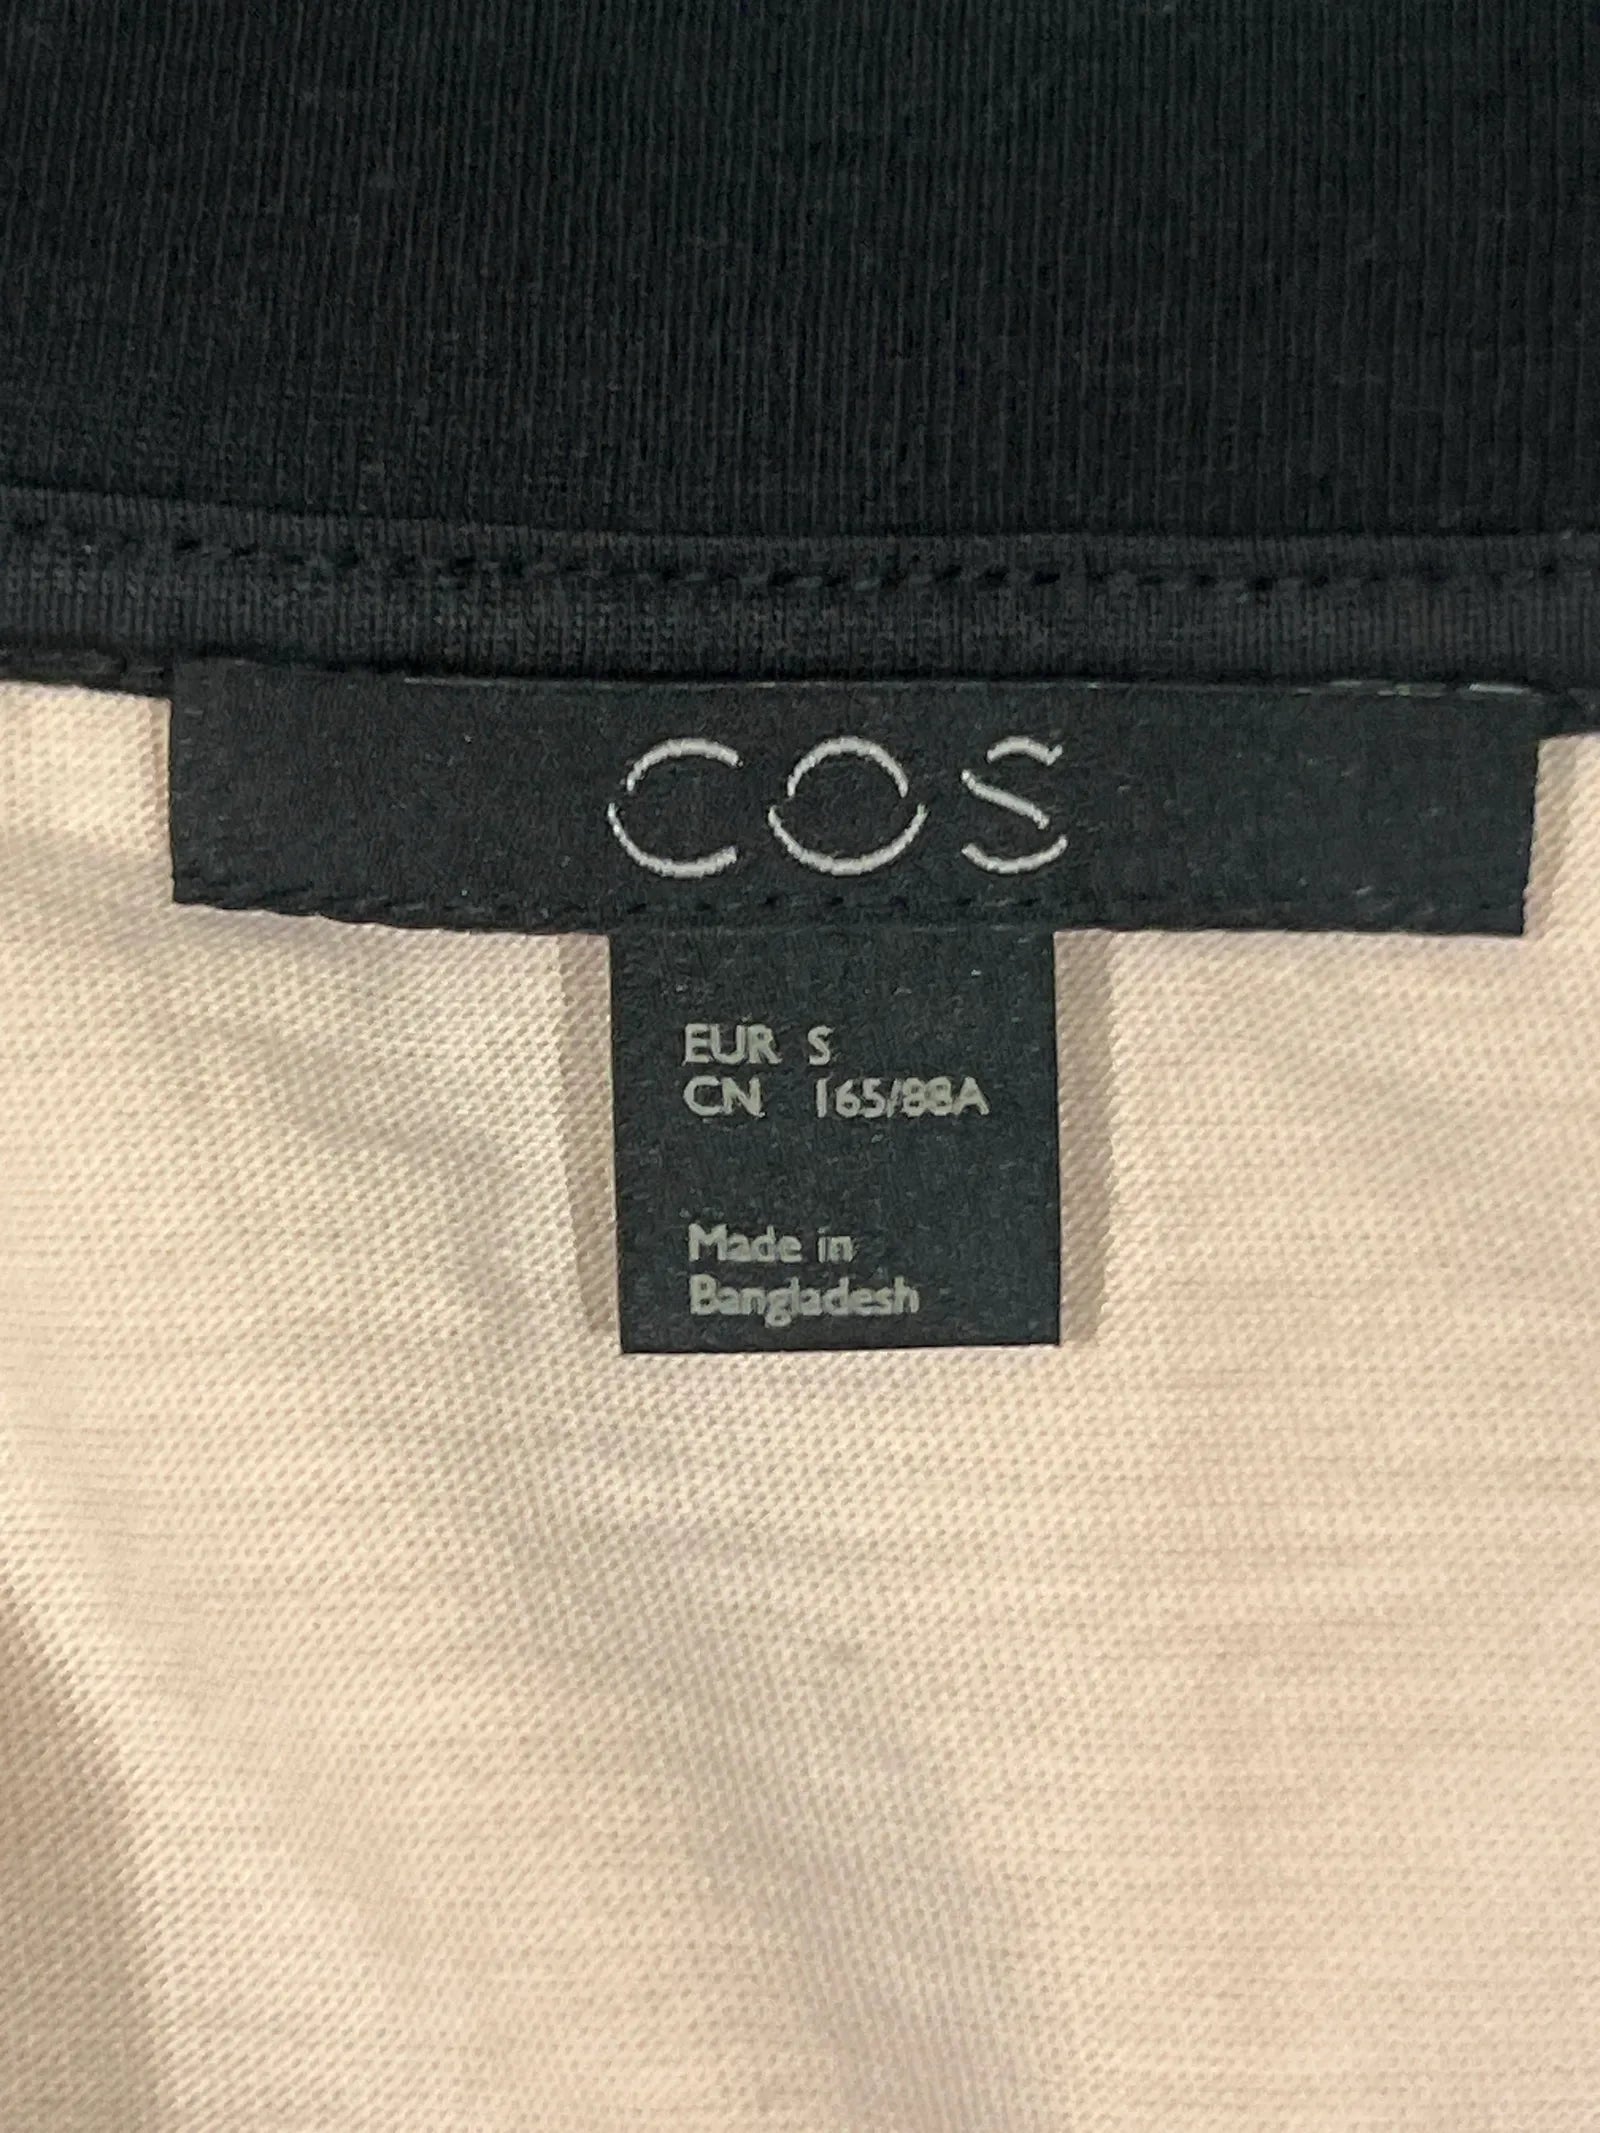 COS
EUR S
CN 165/88A
Made in
Bangladesh